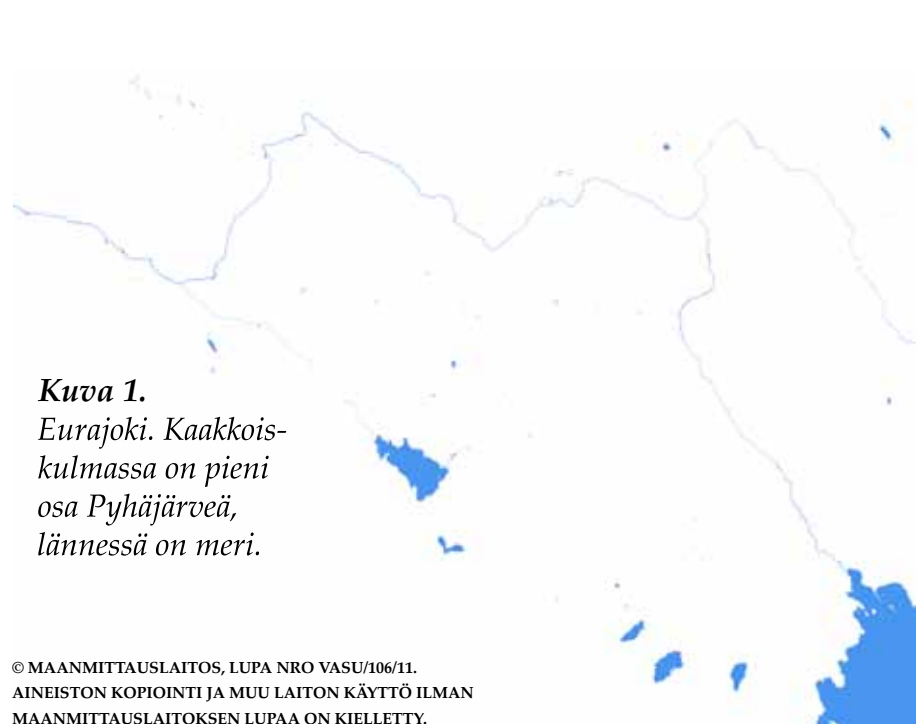 Kuva 1.
Eurajoki. Kaakkois-
kulmassa on pieni
osa Pyhäjärveä,
lännessä on meri.
© MAANMITTAUSLAITOS, LUPA NRO VASU/106/11.
AINEISTON KOPIOINTI JA MUU LAITON KÄYTTÖ ILMAN
MAANMITTAUSLAITOKSEN LUPAA ON KIELLETTY.